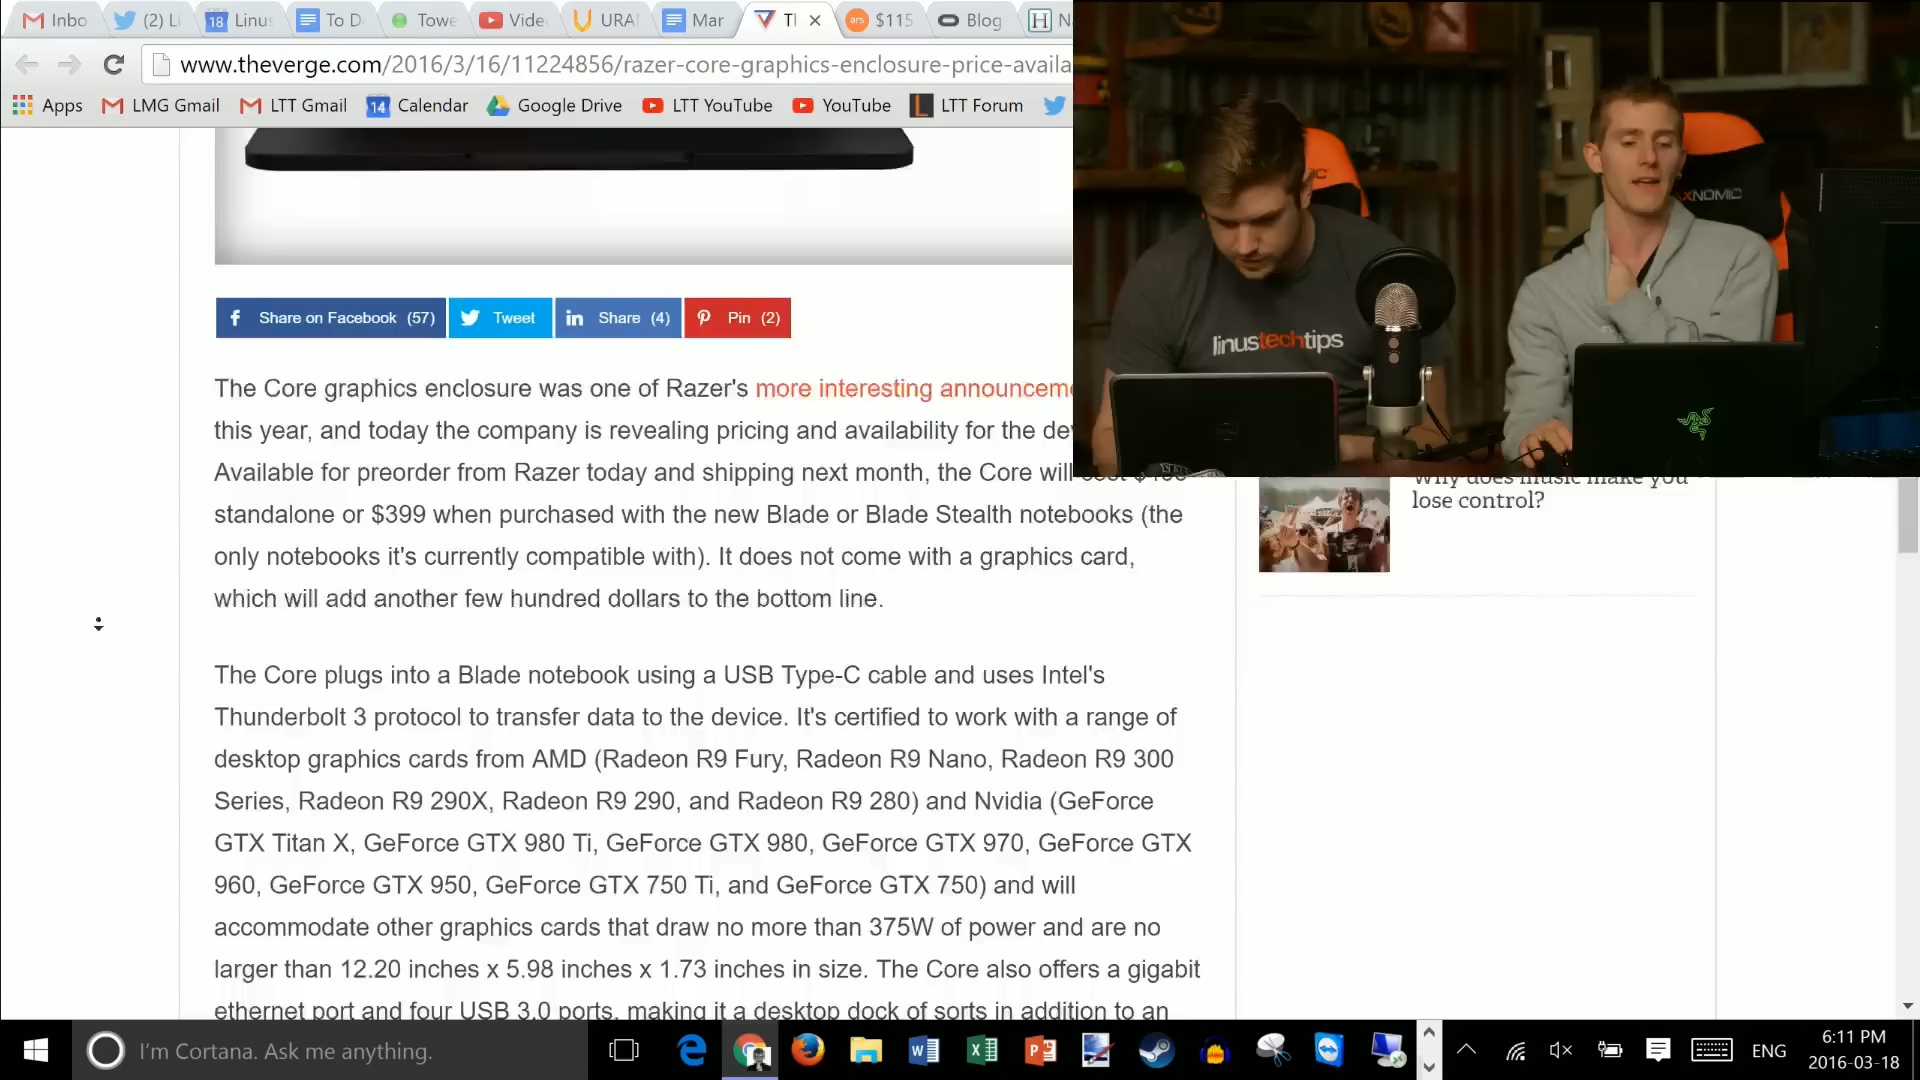 Inbo
(2) Li
18
Linus
To D
Towe
Vide
URA
Mar
Tl
ars
$115
Blog
H
www.theverge.com/2016/3/16/11224856/razer-core-graphics-enclosure-price-availa
Apps
LMG Gmail
LTT Gmail
14
Calendar
Google Drive
LTT YouTube
YouTube
LTT Forum
XNOMIC
linustechtips
Share on Facebook (57)
Tweet
Share (4)
Pin (2)
The Core graphics enclosure was one of Razer's more interesting announceme
this year, and today the company is revealing pricing and availability for the de
Available for preorder from Razer today and shipping next month, the Core will cost
standalone or $399 when purchased with the new Blade or Blade Stealth notebooks (the
only notebooks it's currently compatible with). It does not come with a graphics card,
which will add another few hundred dollars to the bottom line.
Why does music make you
lose control?
The Core plugs into a Blade notebook using a USB Type-C cable and uses Intel's
Thunderbolt 3 protocol to transfer data to the device. It's certified to work with a range of
desktop graphics cards from AMD (Radeon R9 Fury, Radeon R9 Nano, Radeon R9 300
Series, Radeon R9 290X, Radeon R9 290, and Radeon R9 280) and Nvidia (GeForce
GTX Titan X, GeForce GTX 980 Ti, GeForce GTX 980, GeForce GTX 970, GeForce GTX
960, GeForce GTX 950, GeForce GTX 750 Ti, and GeForce GTX 750) and will
accommodate other graphics cards that draw no more than 375W of power and are no
larger than 12.20 inches x 5.98 inches x 1.73 inches in size. The Core also offers a gigabit
ethernet port and four USB 3.0 ports, making it a desktop dock of sorts in addition to an
I'm Cortana. Ask me anything.
ENG
6:11 PM
2016-03-18